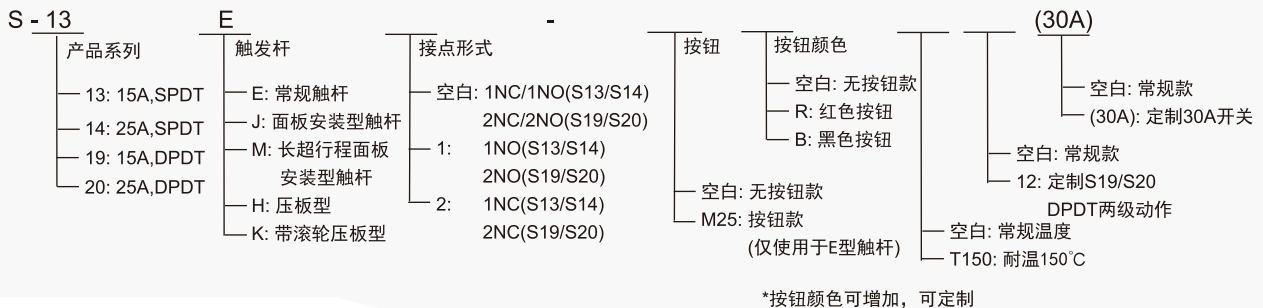 S - 13 E - (30A)
产品系列
13: 15A,SPDT
14: 25A,SPDT
19: 15A,DPDT
20: 25A,DPDT
触发杆
E: 常规触杆
J: 面板安装型触杆
M: 长超行程面板
安装型触杆
H: 压板型
K: 带滚轮压板型
接点形式
空白: 1NC/1NO(S13/S14)
2NC/2NO(S19/S20)
1: 1NO(S13/S14)
2NO(S19/S20)
2: 1NC(S13/S14)
2NC(S19/S20)
按钮
空白: 无按钮款
M25: 按钮款
(仅使用于E型触杆)
按钮颜色
空白: 无按钮款
R: 红色按钮
B: 黑色按钮
空白: 常规温度
T150: 耐温150℃
空白: 常规款
12: 定制S19/S20
DPDT两级动作
空白: 常规款
(30A): 定制30A开关
*按钮颜色可增加，可定制